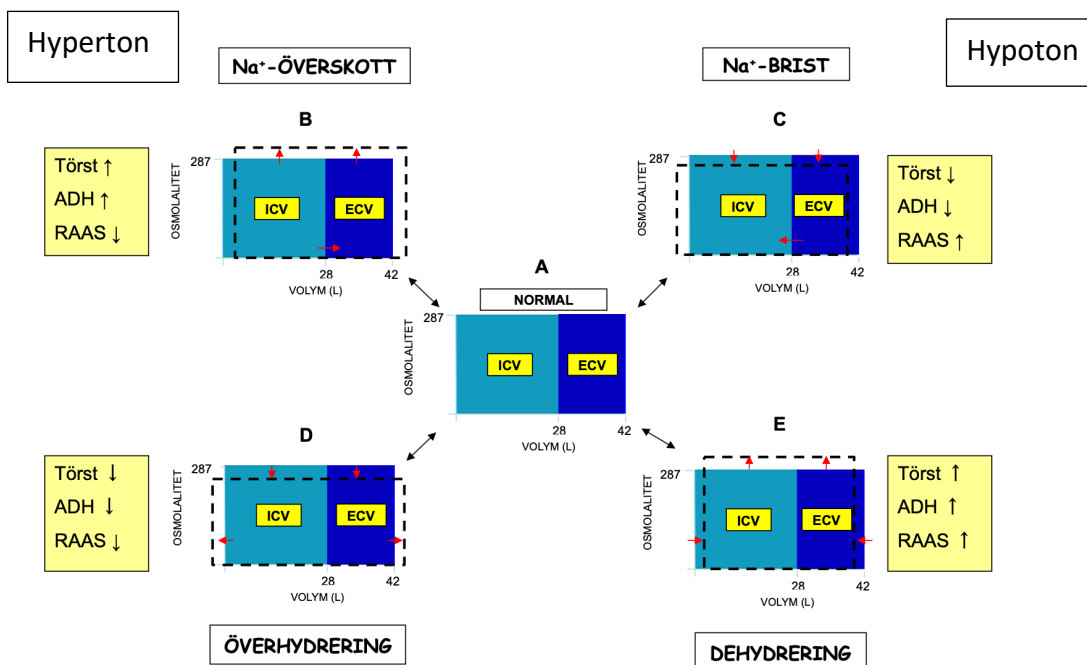 Hyperton
Hypoton
Na⁺-ÖVERSKOTT
Na⁺-BRIST
B
Törst ↑
ADH ↑
RAAS ↓
OSMOLALITET
287
ICV
ECV
28
42
VOLYM (L)
C
OSMOLALITET
287
ICV
ECV
28
42
VOLYM (L)
Törst ↓
ADH ↓
RAAS ↑
A
NORMAL
OSMOLALITET
287
ICV
ECV
28
42
VOLYM (L)
D
Törst ↓
ADH ↓
RAAS ↓
OSMOLALITET
287
ICV
ECV
28
42
VOLYM (L)
ÖVERHYDRERING
E
OSMOLALITET
287
ICV
ECV
28
42
VOLYM (L)
Törst ↑
ADH ↑
RAAS ↑
DEHYDRERING